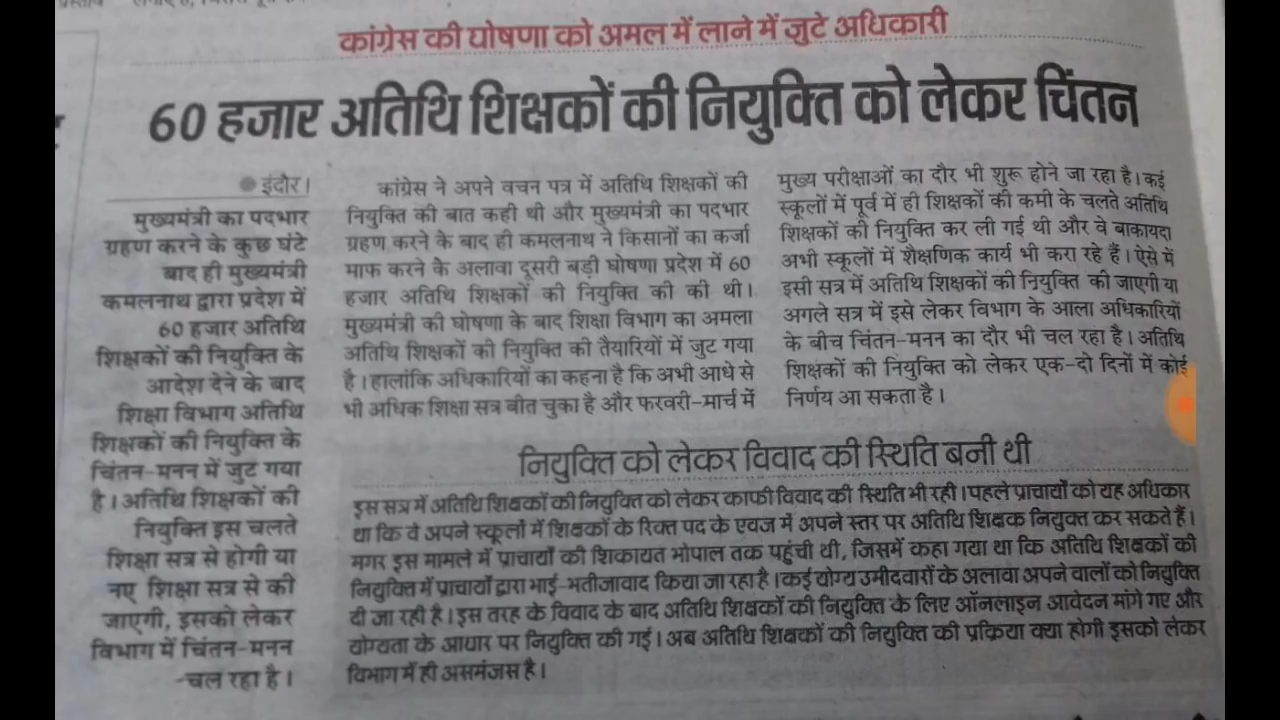 कांग्रेस की घोषणा को अमल में लाने में जुटे अधिकारी
60 हजार अतिथि शिक्षकों की नियुक्ति को लेकर चिंतन
इंदौर।
मुख्यमंत्री का पदभार
ग्रहण करने के कुछ घंटे
बाद ही मुख्यमंत्री
कमलनाथ द्वारा प्रदेश में
60 हजार अतिथि
शिक्षकों की नियुक्ति के
आदेश देने के बाद
शिक्षा विभाग अतिथि
शिक्षकों की नियुक्ति के
चिंतन-मनन में जुट गया
है। अतिथि शिक्षकों की
नियुक्ति इस चलते
शिक्षा सत्र से होगी या
नए शिक्षा सत्र से की
जाएगी, इसको लेकर
विभाग में चिंतन-मनन
चल रहा है।
कांग्रेस ने अपने वचन पत्र में अतिथि शिक्षकों की
नियुक्ति की बात कही थी और मुख्यमंत्री का पदभार
ग्रहण करने के बाद ही कमलनाथ ने किसानों का कर्जा
माफ करने के अलावा दूसरी बड़ी घोषणा प्रदेश में 60
हजार अतिथि शिक्षकों की नियुक्ति की की थी।
मुख्यमंत्री की घोषणा के बाद शिक्षा विभाग का अमला
अतिथि शिक्षकों की नियुक्ति की तैयारियों में जुट गया
है। हालांकि अधिकारियों का कहना है कि अभी आधे से
भी अधिक शिक्षा सत्र बीत चुका है और फरवरी-मार्च में
मुख्य परीक्षाओं का दौर भी शुरू होने जा रहा है। कई
स्कूलों में पूर्व में ही शिक्षकों की कमी के चलते अतिथि
शिक्षकों की नियुक्ति कर ली गई थी और वे बाकायदा
अभी स्कूलों में शैक्षणिक कार्य भी करा रहे हैं। ऐसे में
इसी सत्र में अतिथि शिक्षकों की नियुक्ति की जाएगी या
अगले सत्र में इसे लेकर विभाग के आला अधिकारियों
के बीच चिंतन-मनन का दौर भी चल रहा है। अतिथि
शिक्षकों की नियुक्ति को लेकर एक-दो दिनों में कोई
निर्णय आ सकता है।
नियुक्ति को लेकर विवाद की स्थिति बनी थी
इस सत्र में अतिथि शिक्षकों की नियुक्ति को लेकर काफी विवाद की स्थिति भी रही। पहले प्राचार्यों को यह अधिकार
था कि वे अपने स्कूलों में शिक्षकों के रिक्त पद के एवज में अपने स्तर पर अतिथि शिक्षक नियुक्त कर सकते हैं।
मगर इस मामले में प्राचार्यों की शिकायत भोपाल तक पहुंची थी, जिसमें कहा गया था कि अतिथि शिक्षकों की
नियुक्ति में प्राचार्यों द्वारा भाई-भतीजावाद किया जा रहा है। कई योग्य उमीदवारों के अलावा अपने वालों को नियुक्ति
दी जा रही है। इस तरह के विवाद के बाद अतिथि शिक्षकों की नियुक्ति के लिए ऑनलाइन आवेदन मांगे गए और
योग्यता के आधार पर नियुक्ति की गई। अब अतिथि शिक्षकों की नियुक्ति की प्रक्रिया क्या होगी इसको लेकर
विभाग में ही असमंजस है।